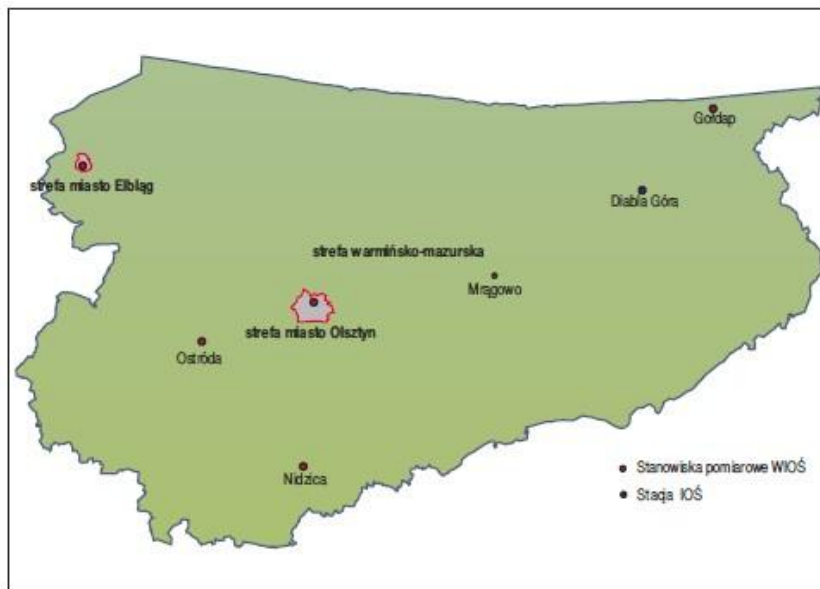 Gołdap
strefa miasto Elbląg
Diabla Góra
strefa warmińsko-mazurska
Mrągowo
strefa miasto Olsztyn
Ostróda
Nidzica
Stanowiska pomiarowe WIOŚ
Stacja IOŚ